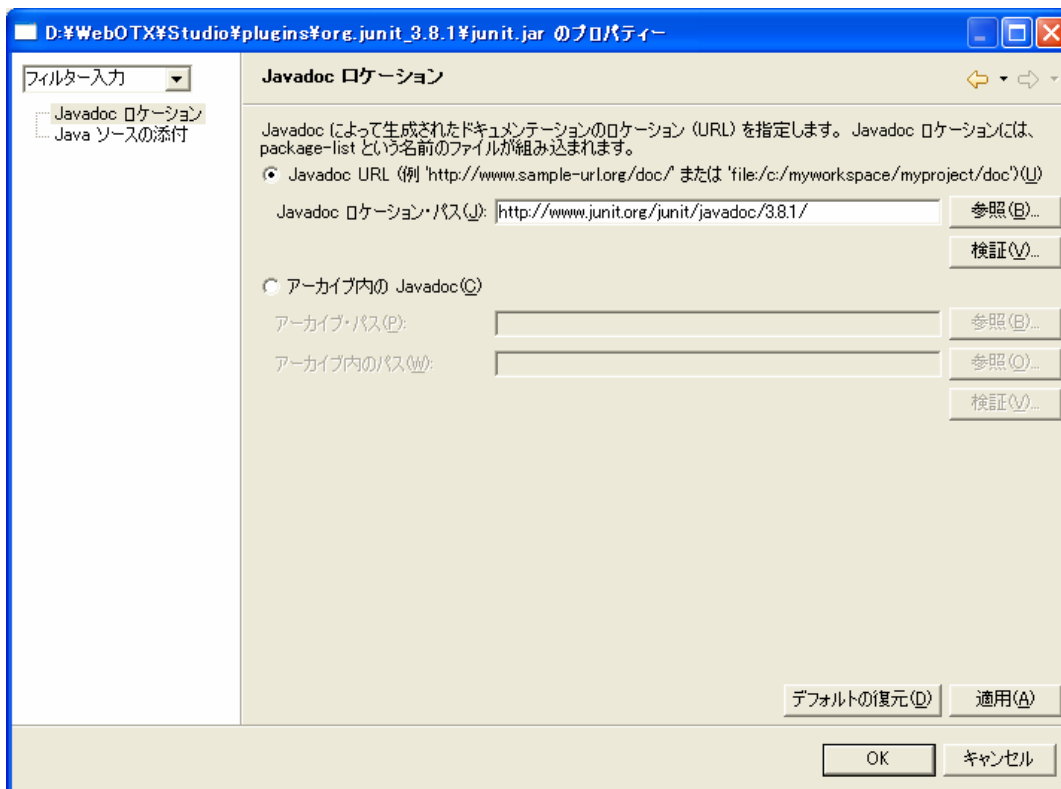 D:¥WebOTX¥Studio¥plugins¥org.junit_3.8.1¥junit.jar のプロパティー
フィルター入力
Javadoc ロケーション
Java ソースの添付
Javadoc ロケーション
Javadoc によって生成されたドキュメンテーションのロケーション (URL) を指定します。 Javadoc ロケーションには、
package-list という名前のファイルが組み込まれます。
Javadoc URL (例 'http://www.sample-url.org/doc/' または 'file:/c:/myworkspace/myproject/doc')(U)
Javadoc ロケーション・パス(J): http://www.junit.org/junit/javadoc/3.8.1/ 参照(B)...
検証(V)...
アーカイブ内の Javadoc(C)
アーカイブ・パス(P): 参照(B)...
アーカイブ内のパス(W): 参照(O)...
検証(V)...
デフォルトの復元(D) 適用(A)
OK キャンセル